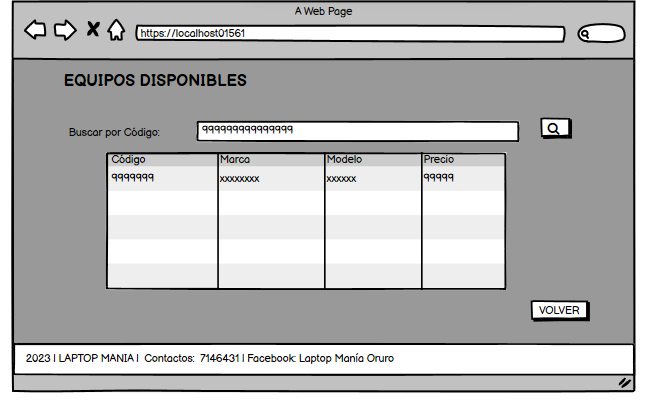 A Web Page
https://localhost01561
EQUIPOS DISPONIBLES
Buscar por Código: 999999999999999
Código Marca Modelo Precio
9999999 xxxxxxxx xxxxxx 99999
VOLVER
2023 | LAPTOP MANIA | Contactos: 7146431 | Facebook: Laptop Manía Oruro